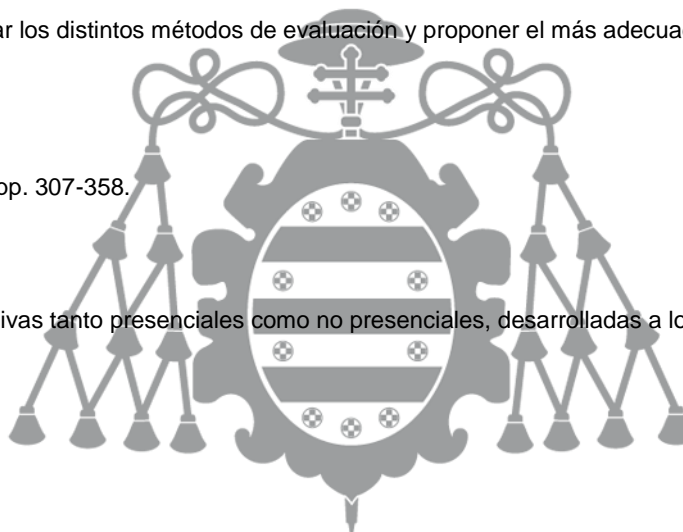 ar los distintos métodos de evaluación y proponer el más adecua
pp. 307-358.
ivas tanto presenciales como no presenciales, desarrolladas a lo